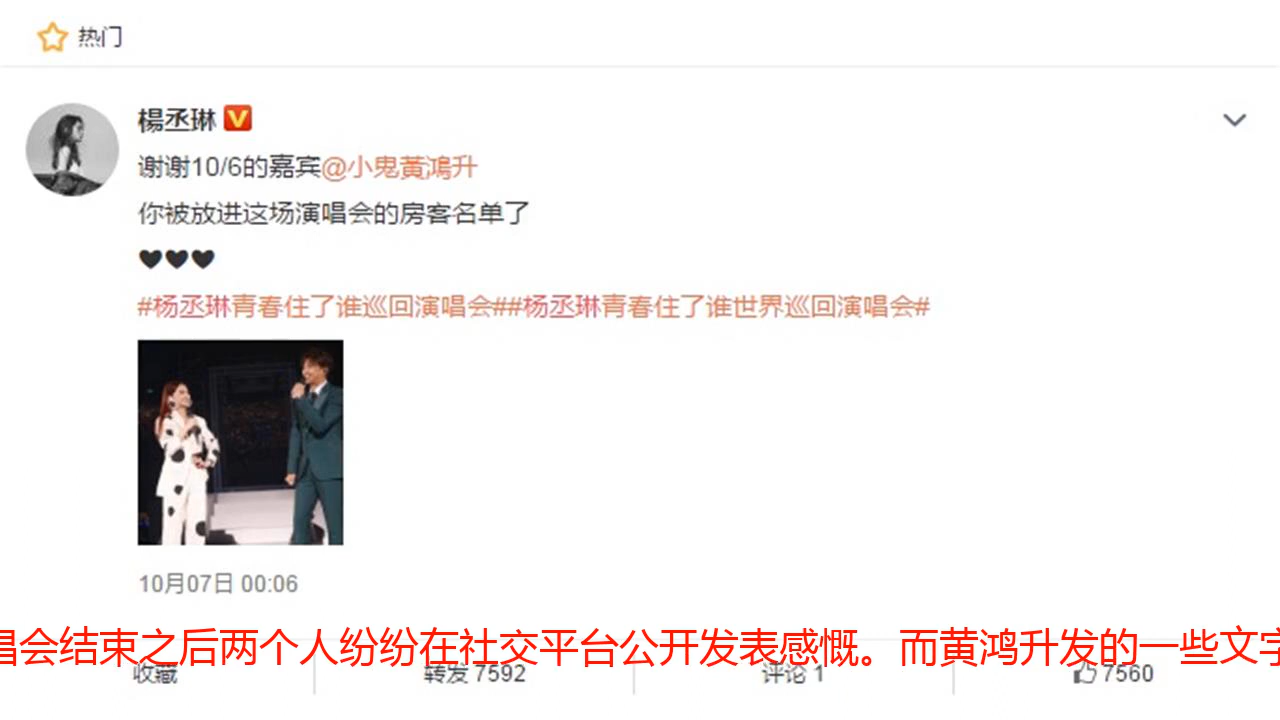 热门
楊丞琳
谢谢10/6的嘉宾@小鬼黃鴻升
你被放进这场演唱会的房客名单了
🖤🖤🖤
#杨丞琳青春住了谁巡回演唱会##杨丞琳青春住了谁世界巡回演唱会#
10月07日 00:06
唱会结束之后两个人纷纷在社交平台公开发表感慨。而黄鸿升发的一些文字
收藏 转发 7592 评论 1 7560